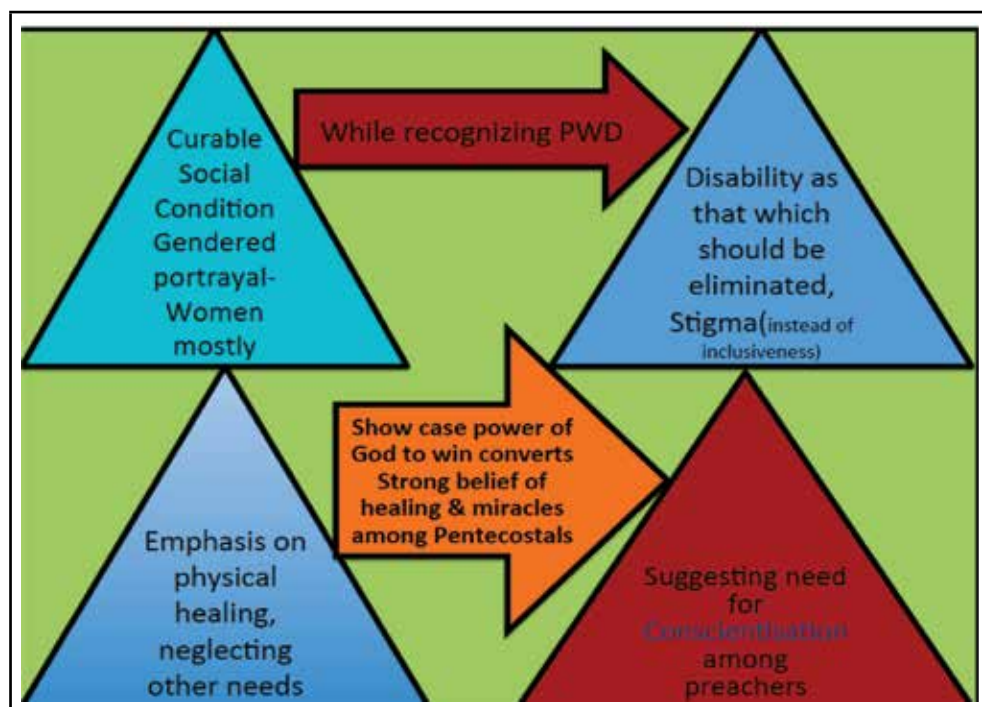 Curable
Social
Condition
Gendered
portrayal-
Women
mostly
While recognizing PWD
Disability as
that which
should be
eliminated,
Stigma(instead of
inclusiveness)
Emphasis on
physical
healing,
neglecting
other needs
Show case power of
God to win converts
Strong belief of
healing & miracles
among Pentecostals
Suggesting need
for
Conscientisation
among
preachers